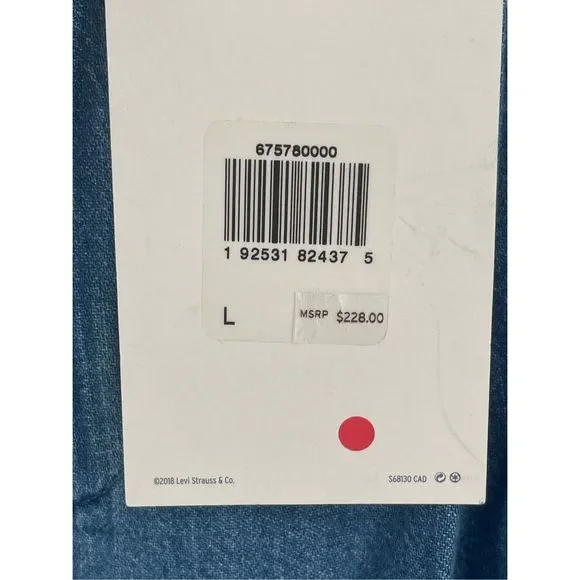 675780000
1 92531 82437 5
L MSRP $228.00
©2018 Levi Strauss & Co. S68130 CAD